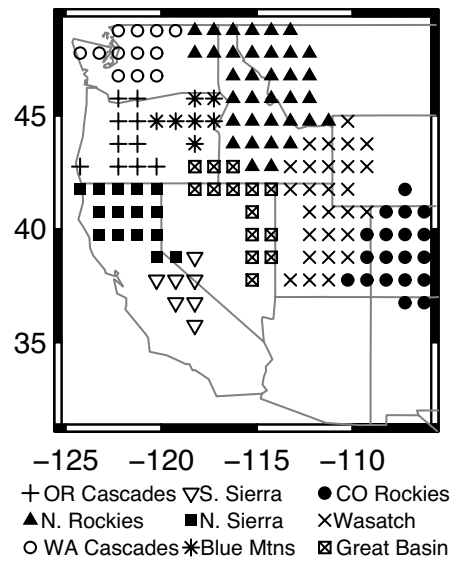 45
40
35
−125 −120 −115 −110
OR Cascades S. Sierra CO Rockies
N. Rockies N. Sierra Wasatch
WA Cascades Blue Mtns Great Basin